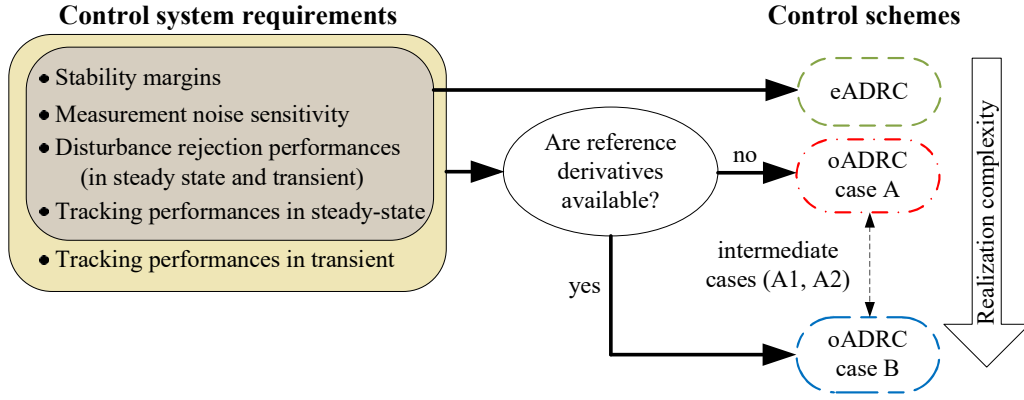 Control system requirements
Control schemes
● Stability margins
● Measurement noise sensitivity
● Disturbance rejection performances
(in steady state and transient)
● Tracking performances in steady-state
● Tracking performances in transient
Are reference
derivatives
available?
no
yes
eADRC
oADRC
case A
intermediate
cases (A1, A2)
oADRC
case B
Realization complexity